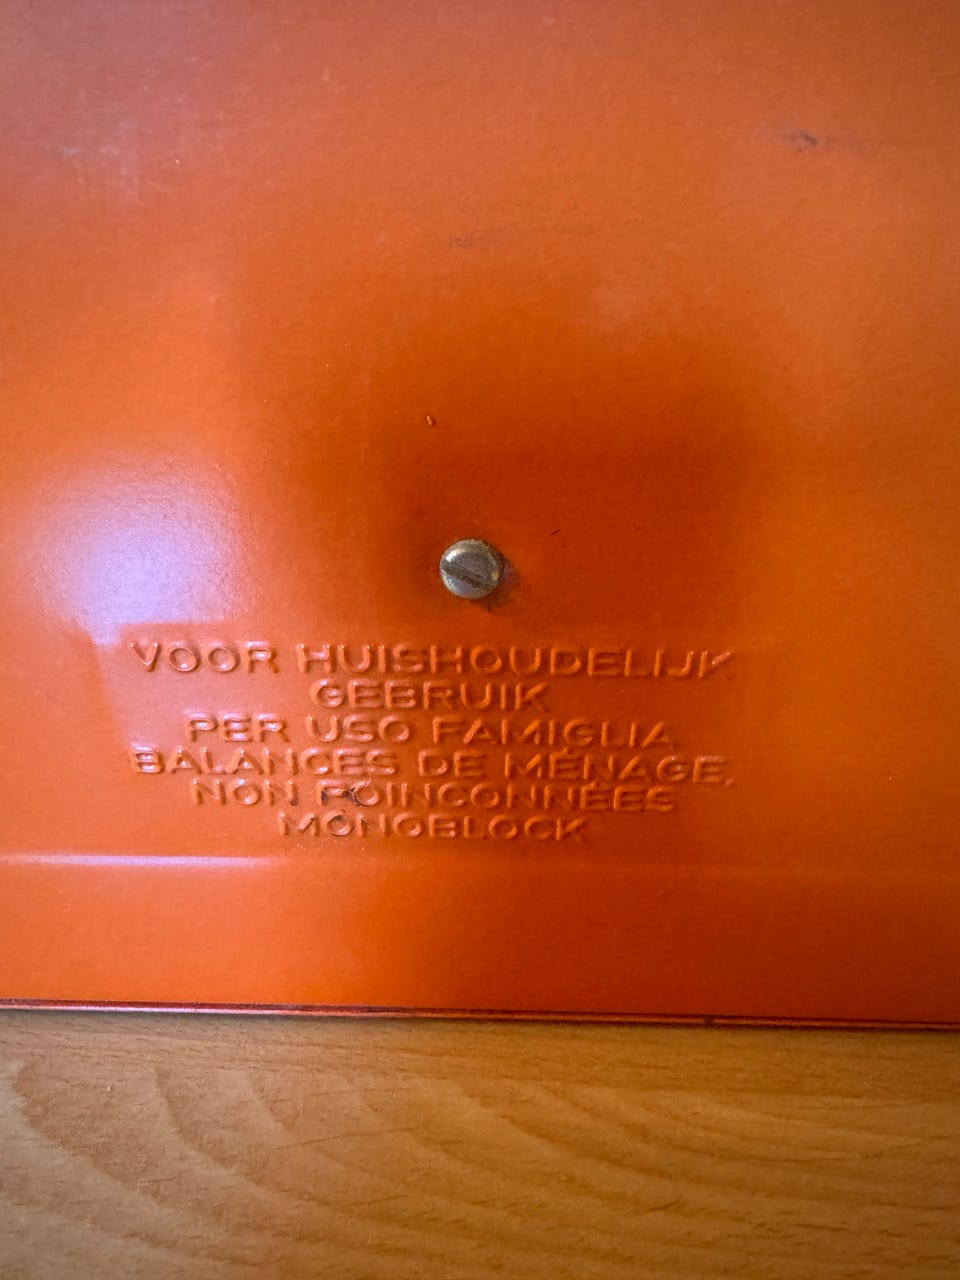 VOOR HUISHOUDELIJK
GEBRUIK
PER USO FAMIGLIA
BALANCES DE MÉNAGE,
NON POINCONNÉES
MONOBLOCK